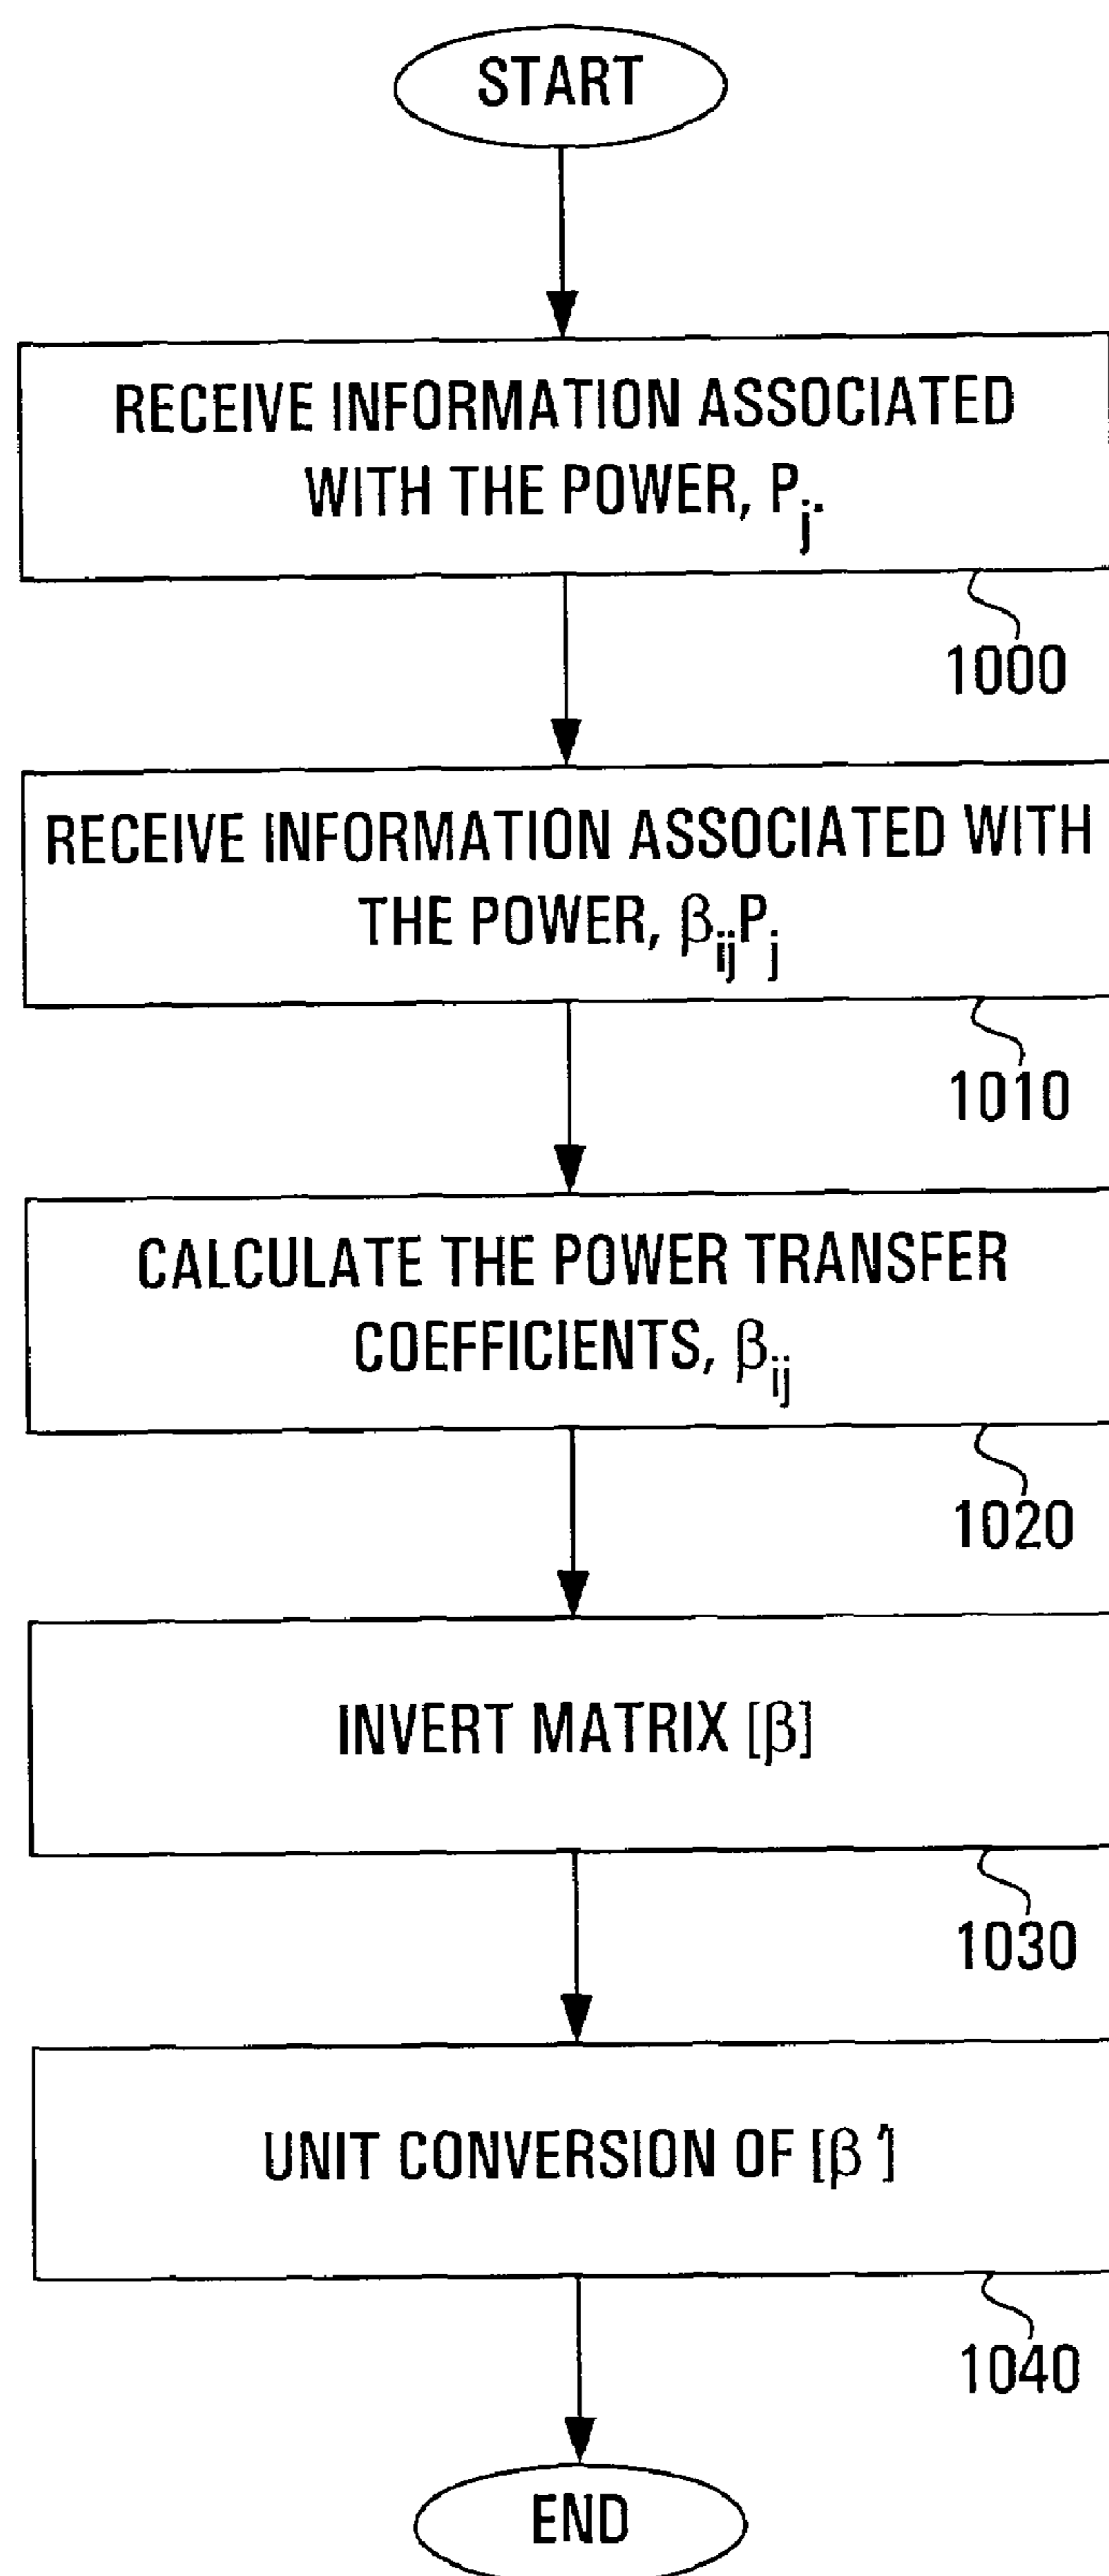 START
RECEIVE INFORMATION ASSOCIATED
WITH THE POWER, Pj.
1000
RECEIVE INFORMATION ASSOCIATED WITH
THE POWER, βijPj
1010
CALCULATE THE POWER TRANSFER
COEFFICIENTS, βij
1020
INVERT MATRIX [β]
1030
UNIT CONVERSION OF [β']
1040
END